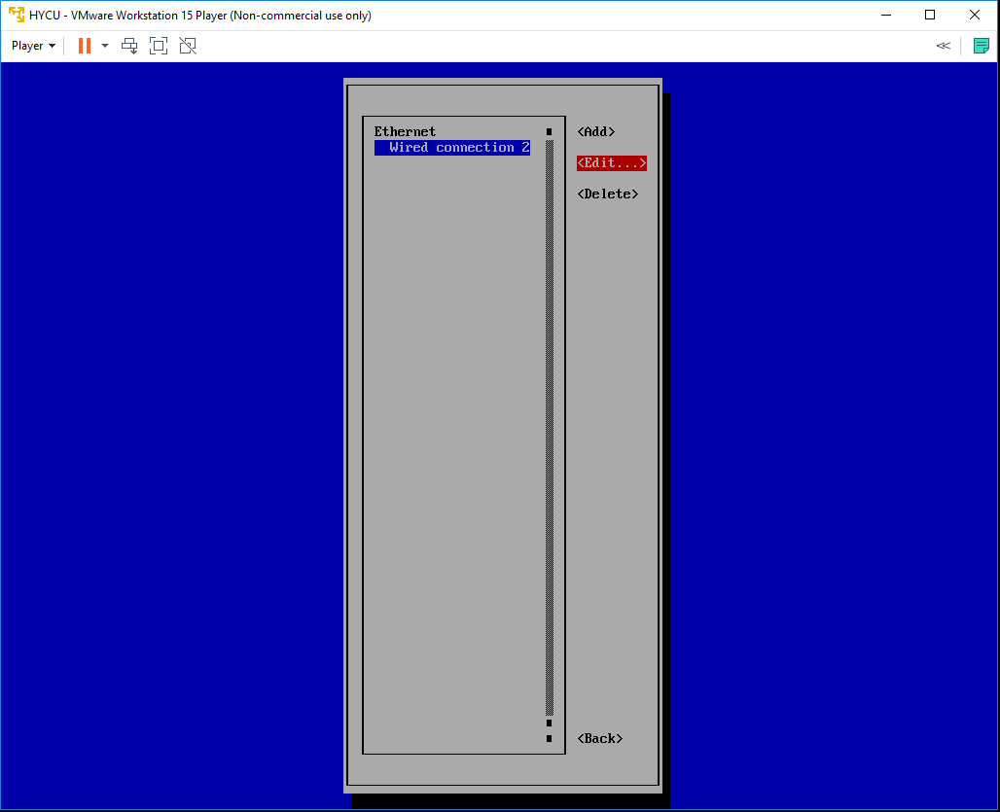 HYCU - VMware Workstation 15 Player (Non-commercial use only)
Player
Ethernet
Wired connection 2
<Add>
<Edit...>
<Delete>
<Back>